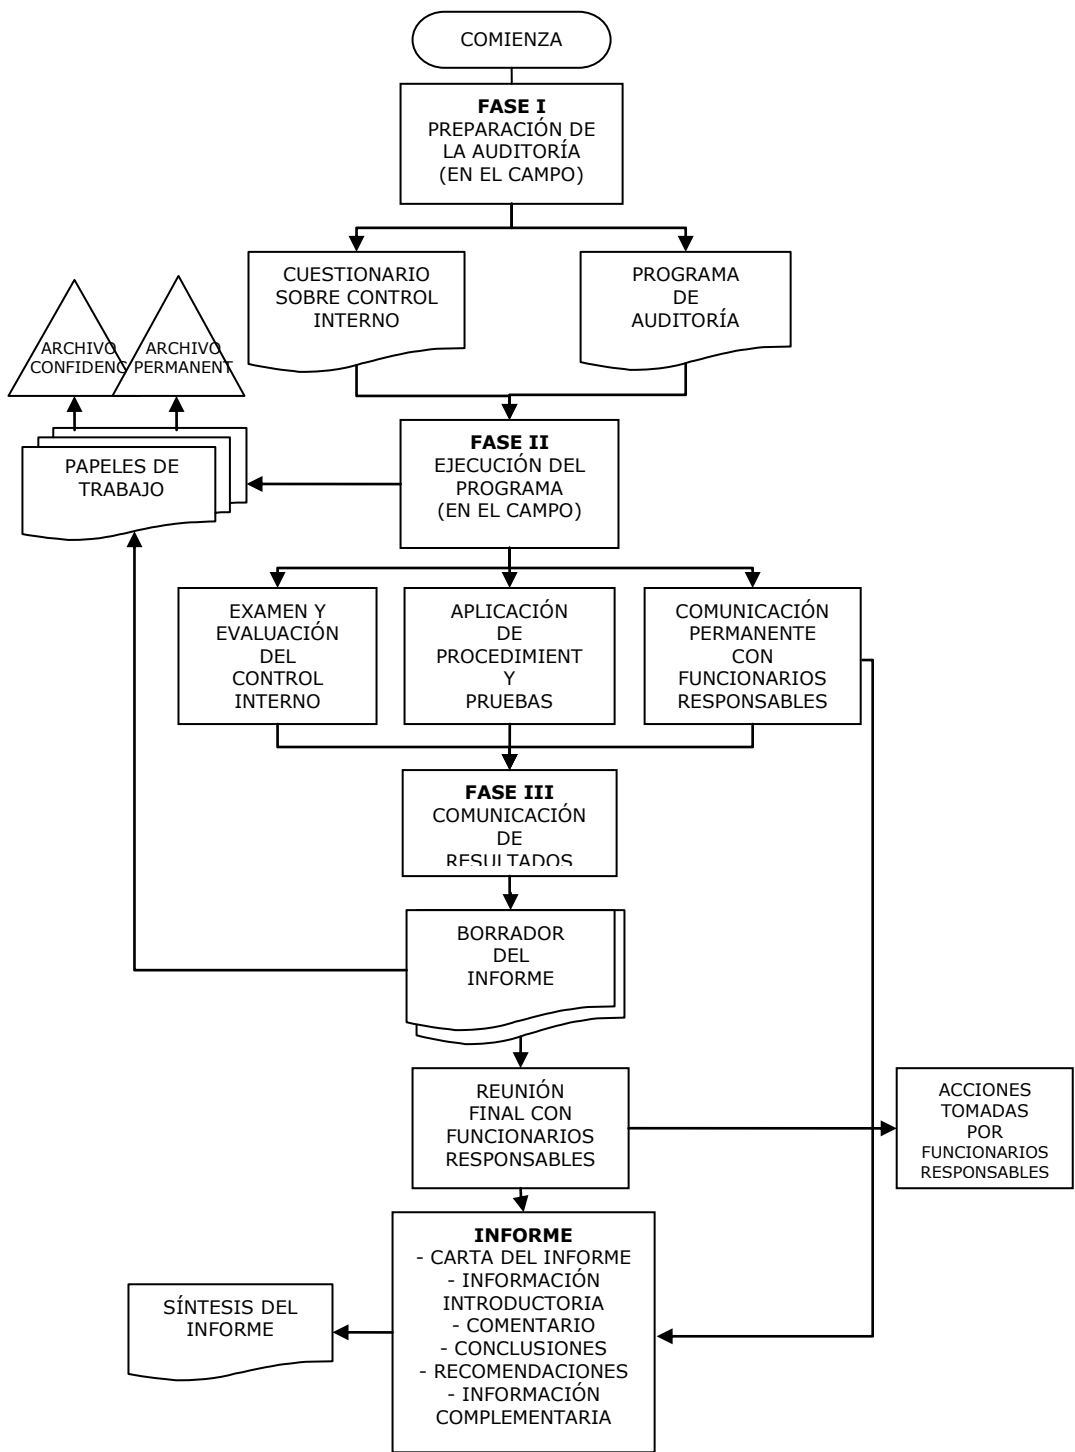 COMIENZA
FASE I
PREPARACIÓN DE
LA AUDITORÍA
(EN EL CAMPO)
CUESTIONARIO
SOBRE CONTROL
INTERNO
PROGRAMA
DE
AUDITORÍA
ARCHIVO
CONFIDENC
ARCHIVO
PERMANENT
FASE II
EJECUCIÓN DEL
PROGRAMA
(EN EL CAMPO)
PAPELES DE
TRABAJO
EXAMEN Y
EVALUACIÓN
DEL
CONTROL
INTERNO
APLICACIÓN
DE
PROCEDIMIENT
Y
PRUEBAS
COMUNICACIÓN
PERMANENTE
CON
FUNCIONARIOS
RESPONSABLES
FASE III
COMUNICACIÓN
DE
RESULTADOS
BORRADOR
DEL
INFORME
REUNIÓN
FINAL CON
FUNCIONARIOS
RESPONSABLES
ACCIONES
TOMADAS
POR
FUNCIONARIOS
RESPONSABLES
INFORME
- CARTA DEL INFORME
- INFORMACIÓN
INTRODUCTORIA
- COMENTARIO
- CONCLUSIONES
- RECOMENDACIONES
- INFORMACIÓN
COMPLEMENTARIA
SÍNTESIS DEL
INFORME